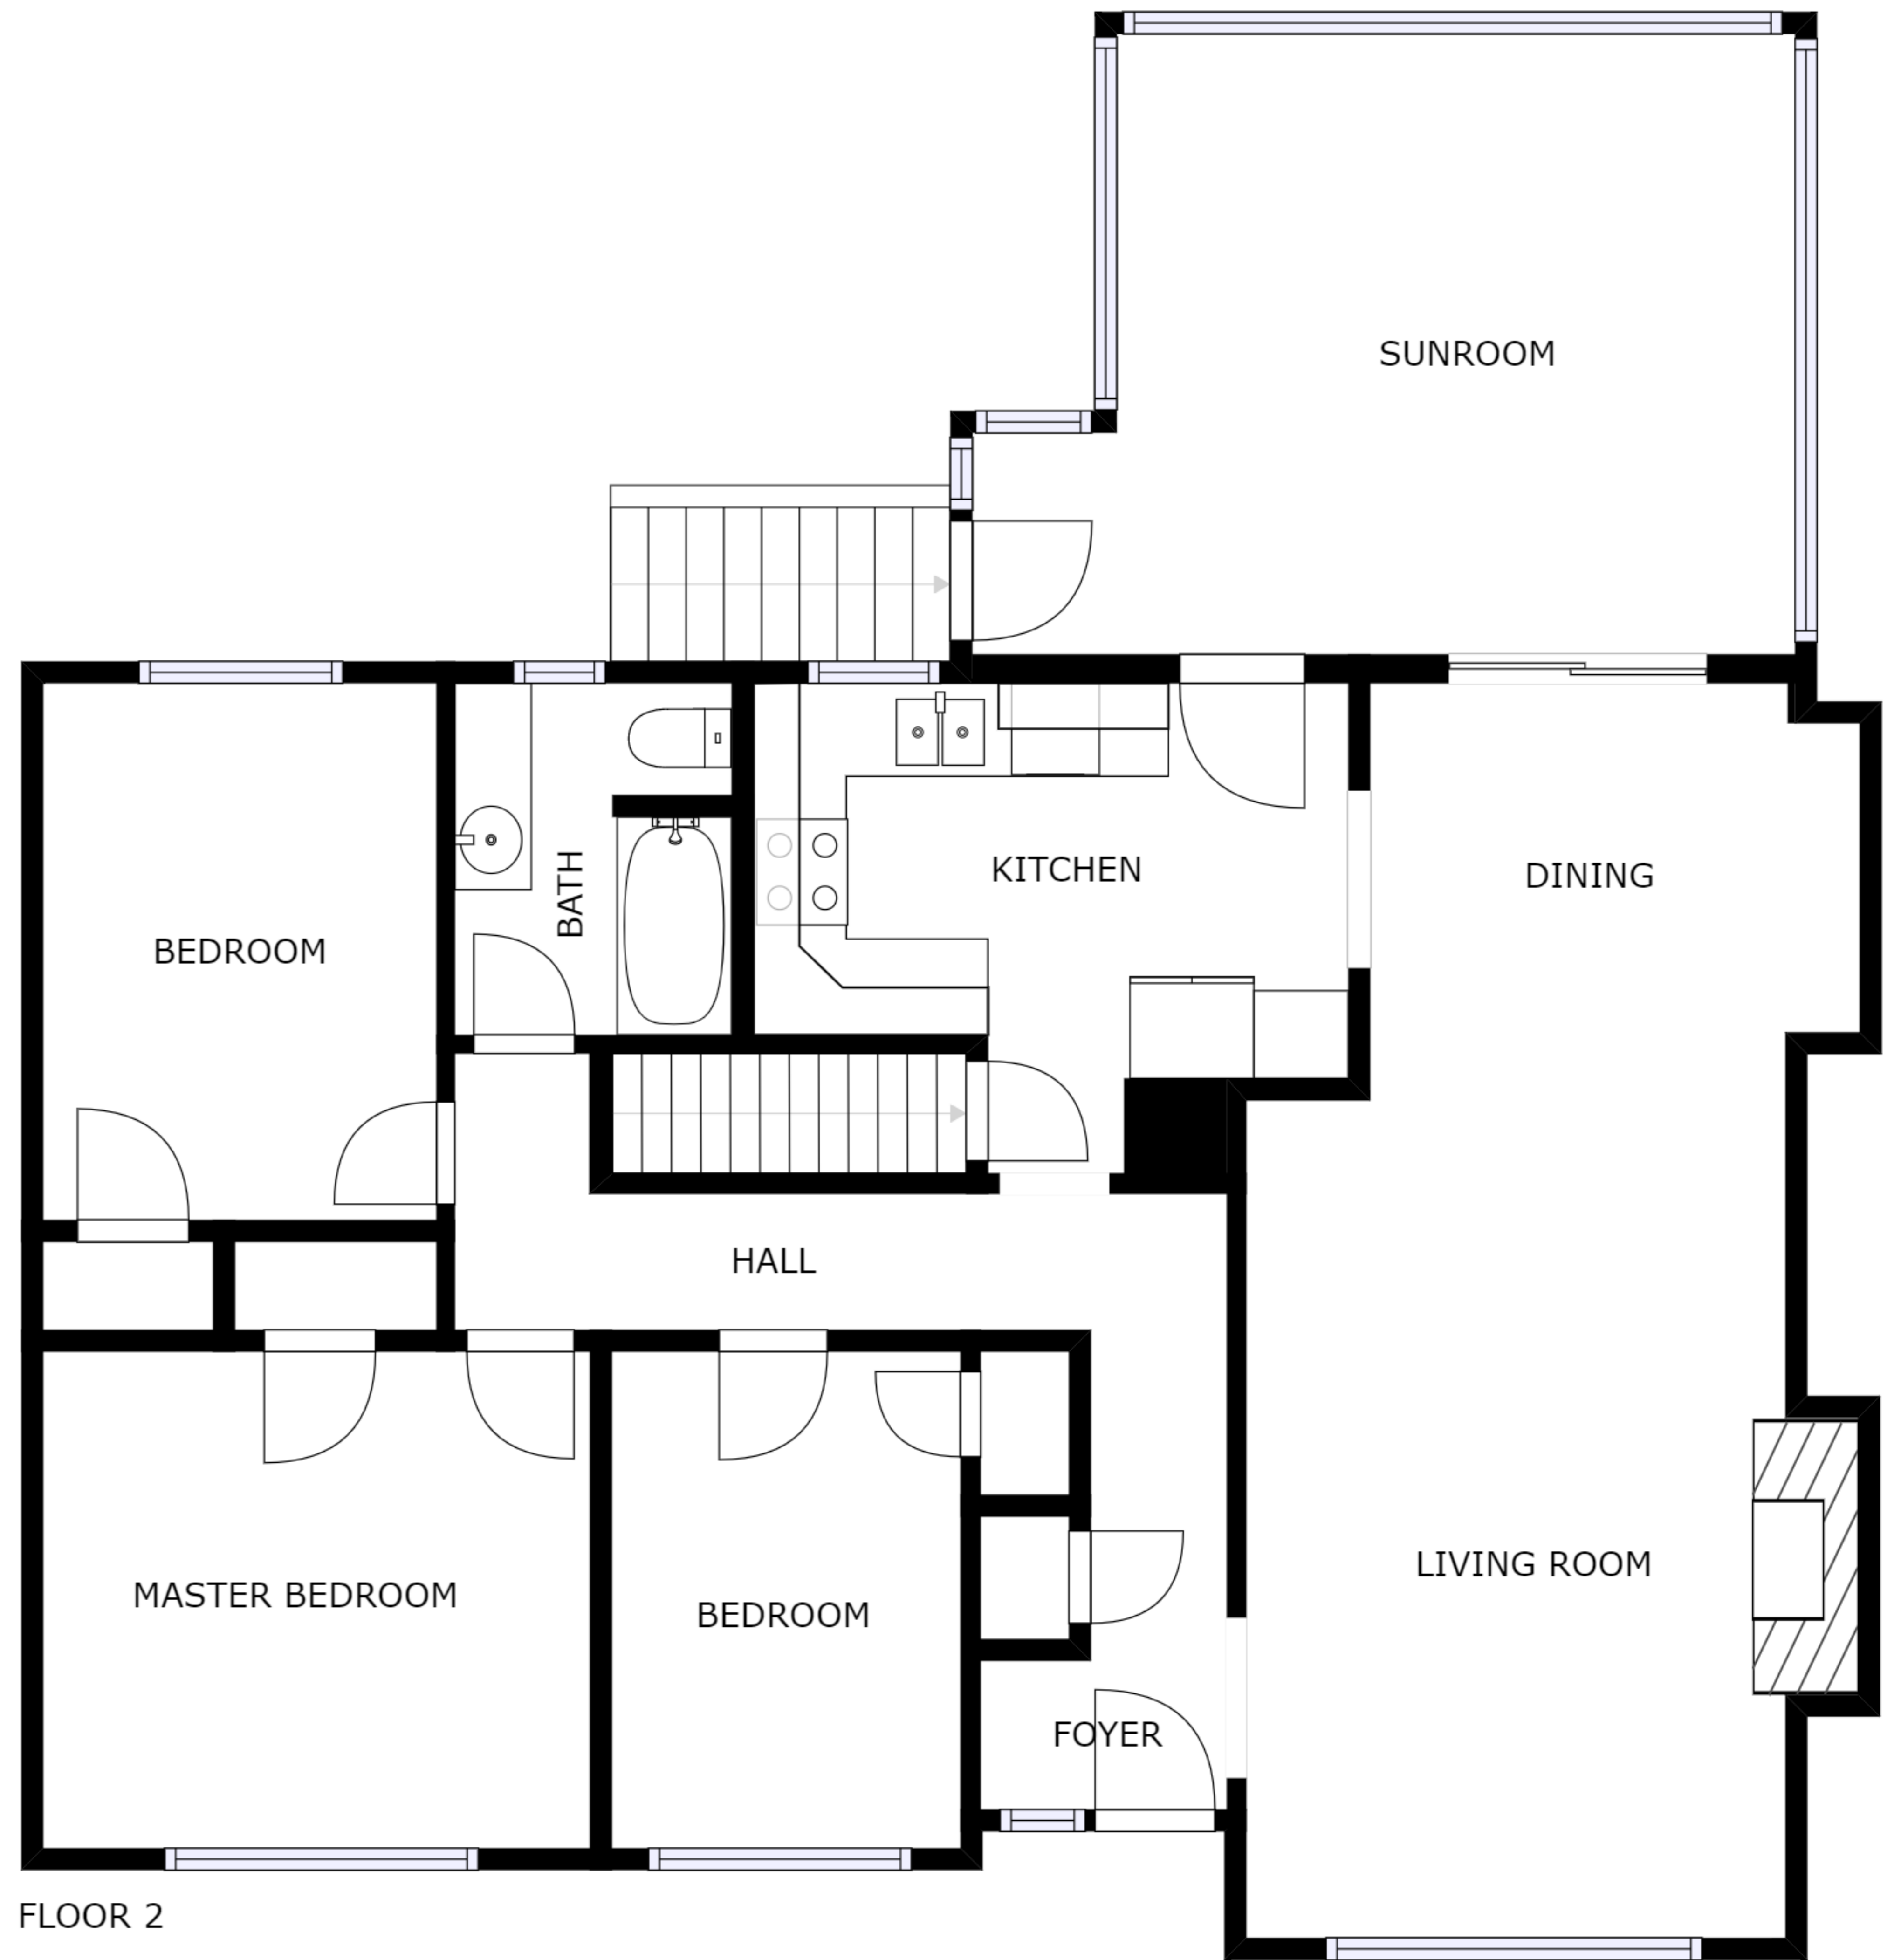 SUNROOM
KITCHEN
DINING
BATH
BEDROOM
HALL
LIVING ROOM
MASTER BEDROOM
BEDROOM
FOYER
FLOOR 2